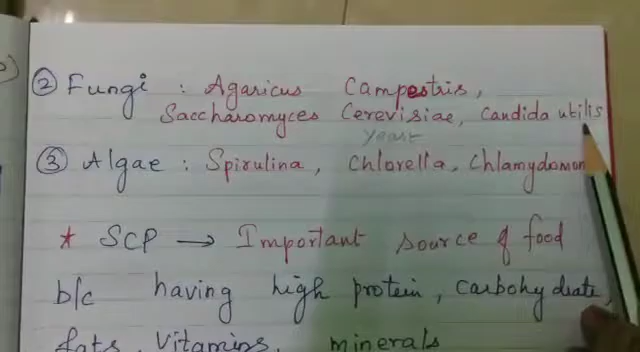 ② Fungi : Agaricus Campestris,
Saccharomyces Cerevisiae, Candida utilis
yeast
③ Algae : Spirulina, Chlorella, Chlamydomon
* SCP → Important source of food
b/c having high protein, Carbohydrate,
fats, Vitamins, minerals